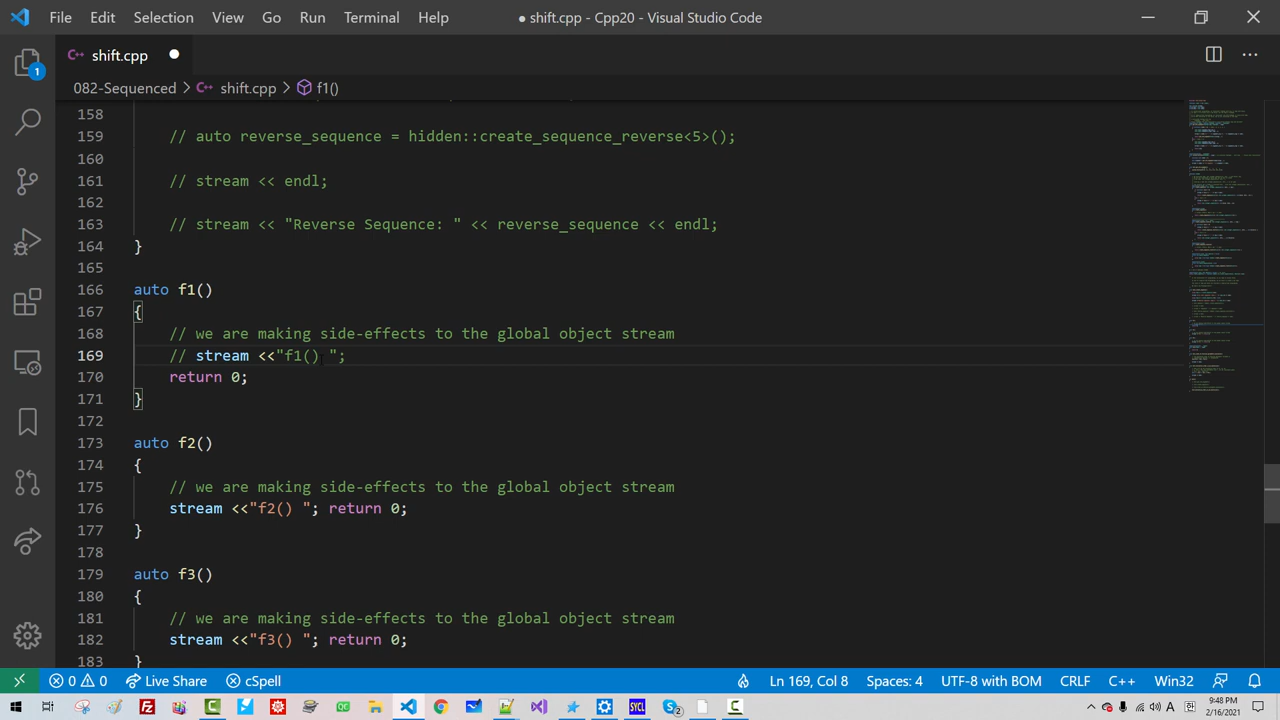 File Edit Selection View Go Run Terminal Help ● shift.cpp - Cpp20 - Visual Studio Code
shift.cpp
082-Sequenced > shift.cpp > f1()
158
159 // auto reverse_sequence = hidden::create_sequence_reverse<5>();
160
161 // stream << endl;
162
163 // stream << "Reverse Sequence: " << reverse_sequence << endl;
164 }
165
166 auto f1()
167 {
168 // we are making side-effects to the global object stream
169 // stream <<"f1() ";
170 return 0;
171 }
172
173 auto f2()
174 {
175 // we are making side-effects to the global object stream
176 stream <<"f2() "; return 0;
177 }
178
179 auto f3()
180 {
181 // we are making side-effects to the global object stream
182 stream <<"f3() "; return 0;
183 }
0 0 Live Share cSpell Ln 169, Col 8 Spaces: 4 UTF-8 with BOM CRLF C++ Win32
9:48 PM
2/16/2021